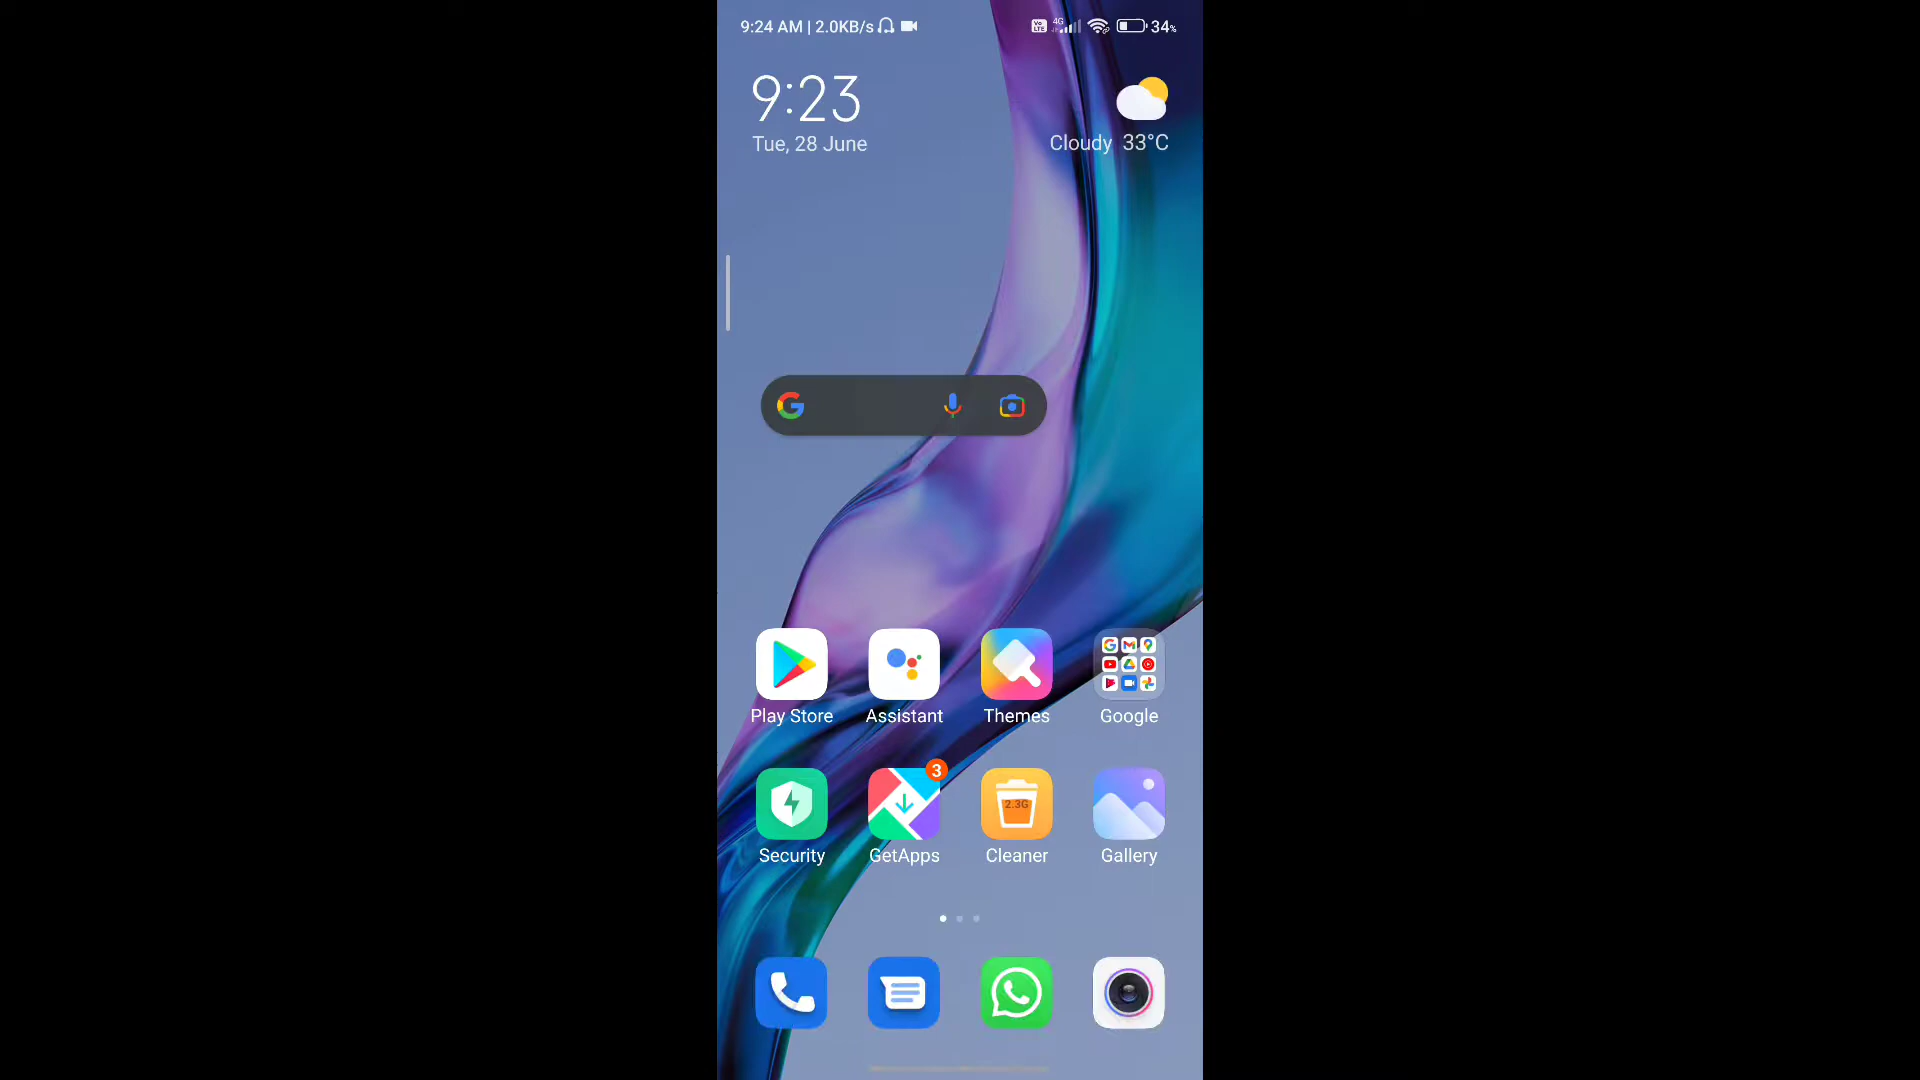 9:24 AM | 2.0KB/s
4G
34%
9:23
Tue, 28 June
Cloudy 33°C
Play Store
Assistant
Themes
Google
3
2.3G
Security
GetApps
Cleaner
Gallery